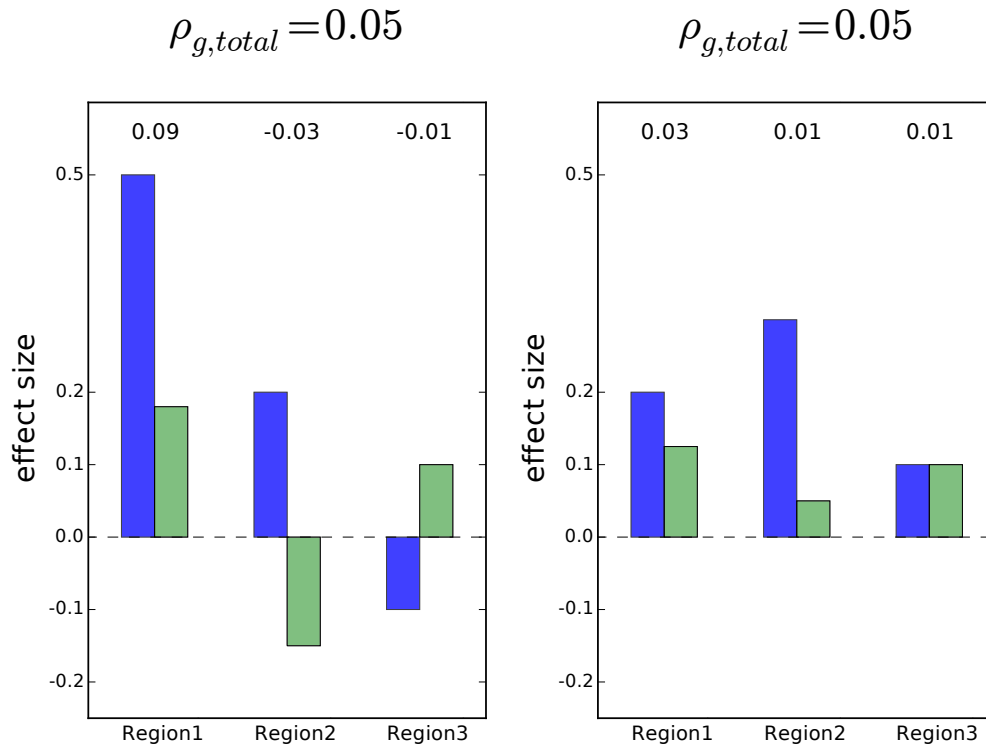 ρg,total=0.05
0.09 -0.03 -0.01
0.5
0.2
0.1
0.0
-0.1
-0.2
effect size
Region1 Region2 Region3
ρg,total=0.05
0.03 0.01 0.01
0.5
0.2
0.1
0.0
-0.1
-0.2
effect size
Region1 Region2 Region3